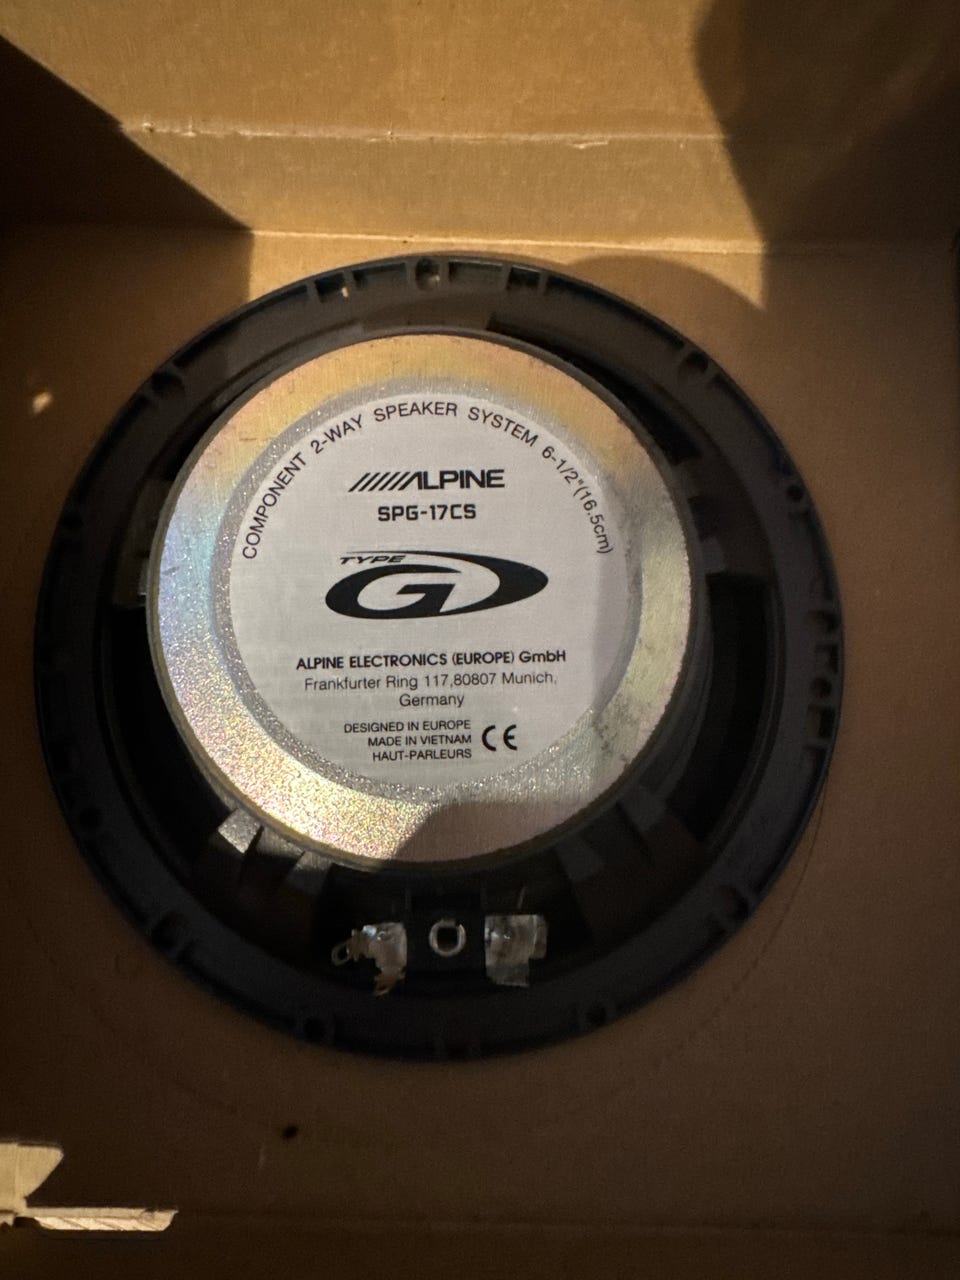 COMPONENT 2-WAY SPEAKER SYSTEM 6-1/2"(16.5cm)
ALPINE
SPG-17CS
TYPE
G
ALPINE ELECTRONICS (EUROPE) GmbH
Frankfurter Ring 117,80807 Munich,
Germany
DESIGNED IN EUROPE
MADE IN VIETNAM
HAUT-PARLEURS
CE